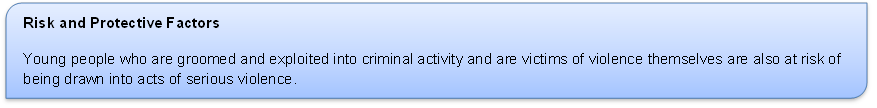 Risk and Protective Factors
Young people who are groomed and exploited into criminal activity and are victims of violence themselves are also at risk of
being drawn into acts of serious violence.